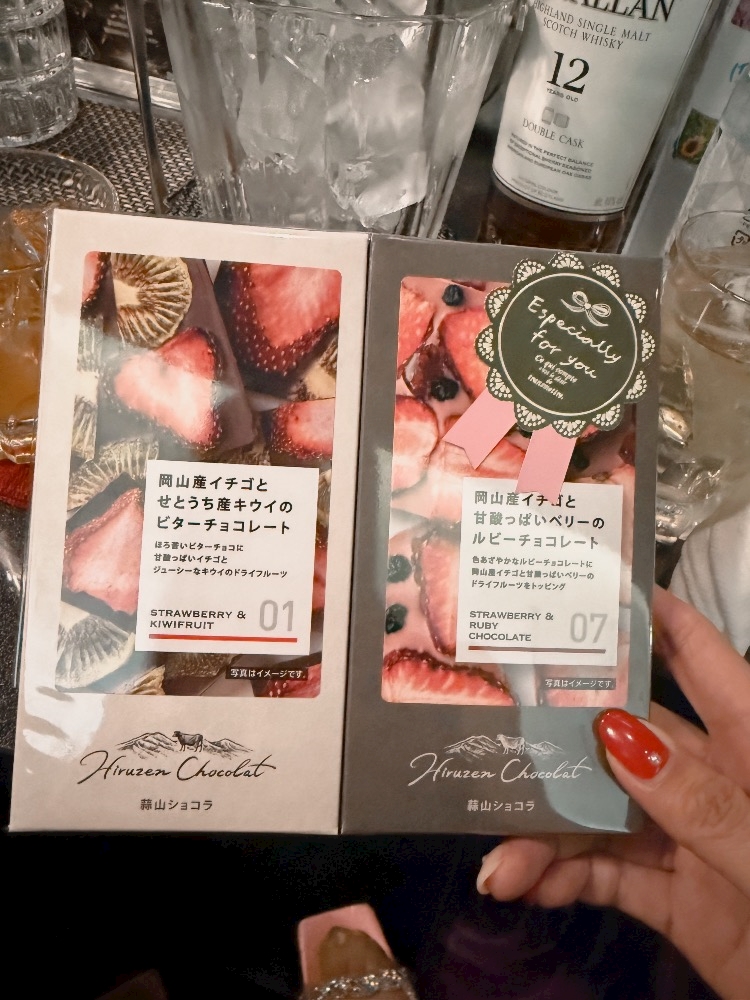 HIGHLAND SINGLE MALT
SCOTCH WHISKY
12
YEARS OLD
DOUBLE CASK
岡山産イチゴと
せとうち産キウイの
ビターチョコレート
ほろ苦いビターチョコに
甘酸っぱいイチゴと
ジューシーなキウイのドライフルーツ
STRAWBERRY &
KIWIFRUIT
01
写真はイメージです。
Hiruzen Chocolat
蒜山ショコラ
Especially
for you
Ce qui compte
c'est à désir
de
transmettre.
岡山産イチゴと
甘酸っぱいベリーの
ルビーチョコレート
色あざやかなルビーチョコレートに
岡山産イチゴと甘酸っぱいベリーの
ドライフルーツをトッピング
STRAWBERRY &
RUBY
CHOCOLATE
07
写真はイメージです。
Hiruzen Chocolat
蒜山ショコラ